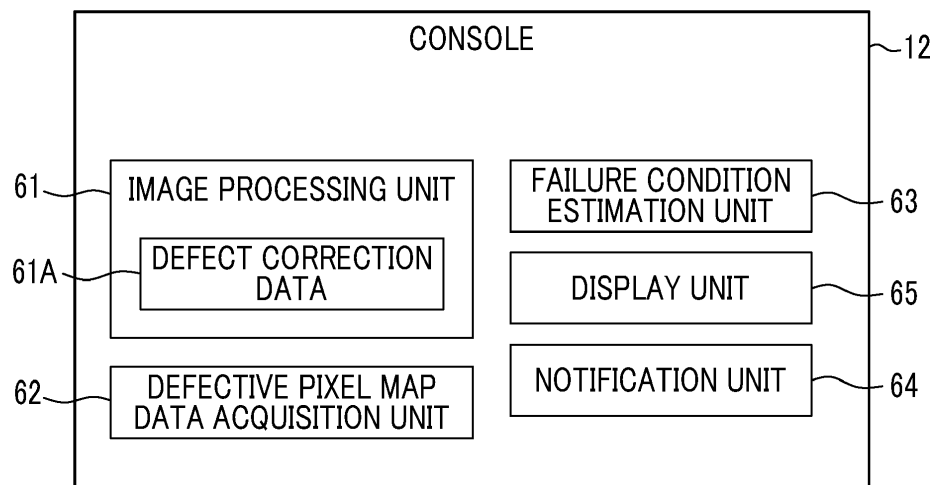 CONSOLE
12
61
IMAGE PROCESSING UNIT
61A
DEFECT CORRECTION
DATA
62
DEFECTIVE PIXEL MAP
DATA ACQUISITION UNIT
FAILURE CONDITION
ESTIMATION UNIT
63
DISPLAY UNIT
65
NOTIFICATION UNIT
64